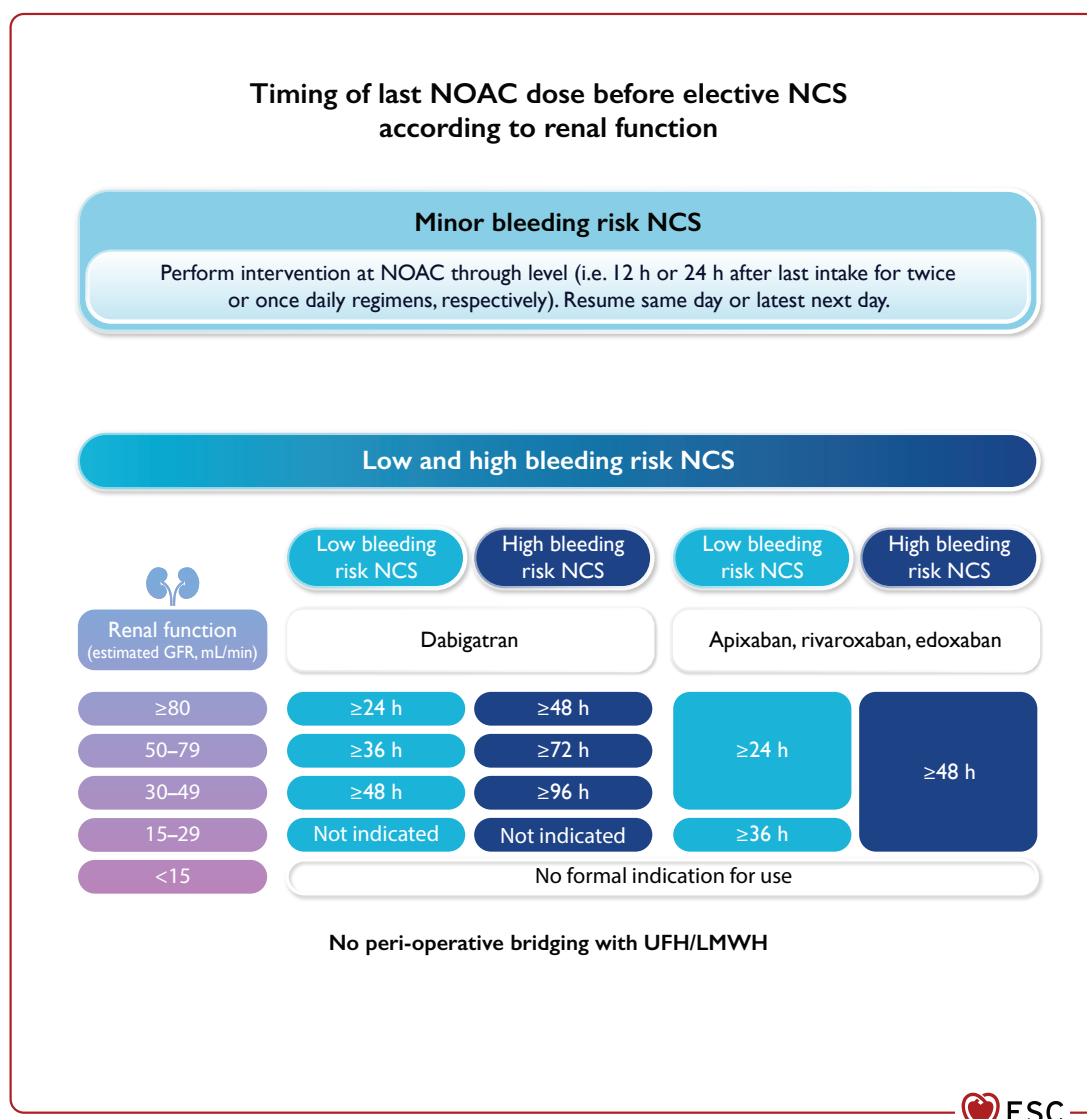 Timing of last NOAC dose before elective NCS
according to renal function
Minor bleeding risk NCS
Perform intervention at NOAC through level (i.e. 12 h or 24 h after last intake for twice
or once daily regimens, respectively). Resume same day or latest next day.
Low and high bleeding risk NCS
Low bleeding
risk NCS
High bleeding
risk NCS
Low bleeding
risk NCS
High bleeding
risk NCS
Renal function
(estimated GFR, mL/min)
Dabigatran
Apixaban, rivaroxaban, edoxaban
≥80
≥24 h
≥48 h
50–79
≥36 h
≥72 h
≥24 h
30–49
≥48 h
≥96 h
≥48 h
15–29
Not indicated
Not indicated
≥36 h
<15
No formal indication for use
No peri-operative bridging with UFH/LMWH
ESC